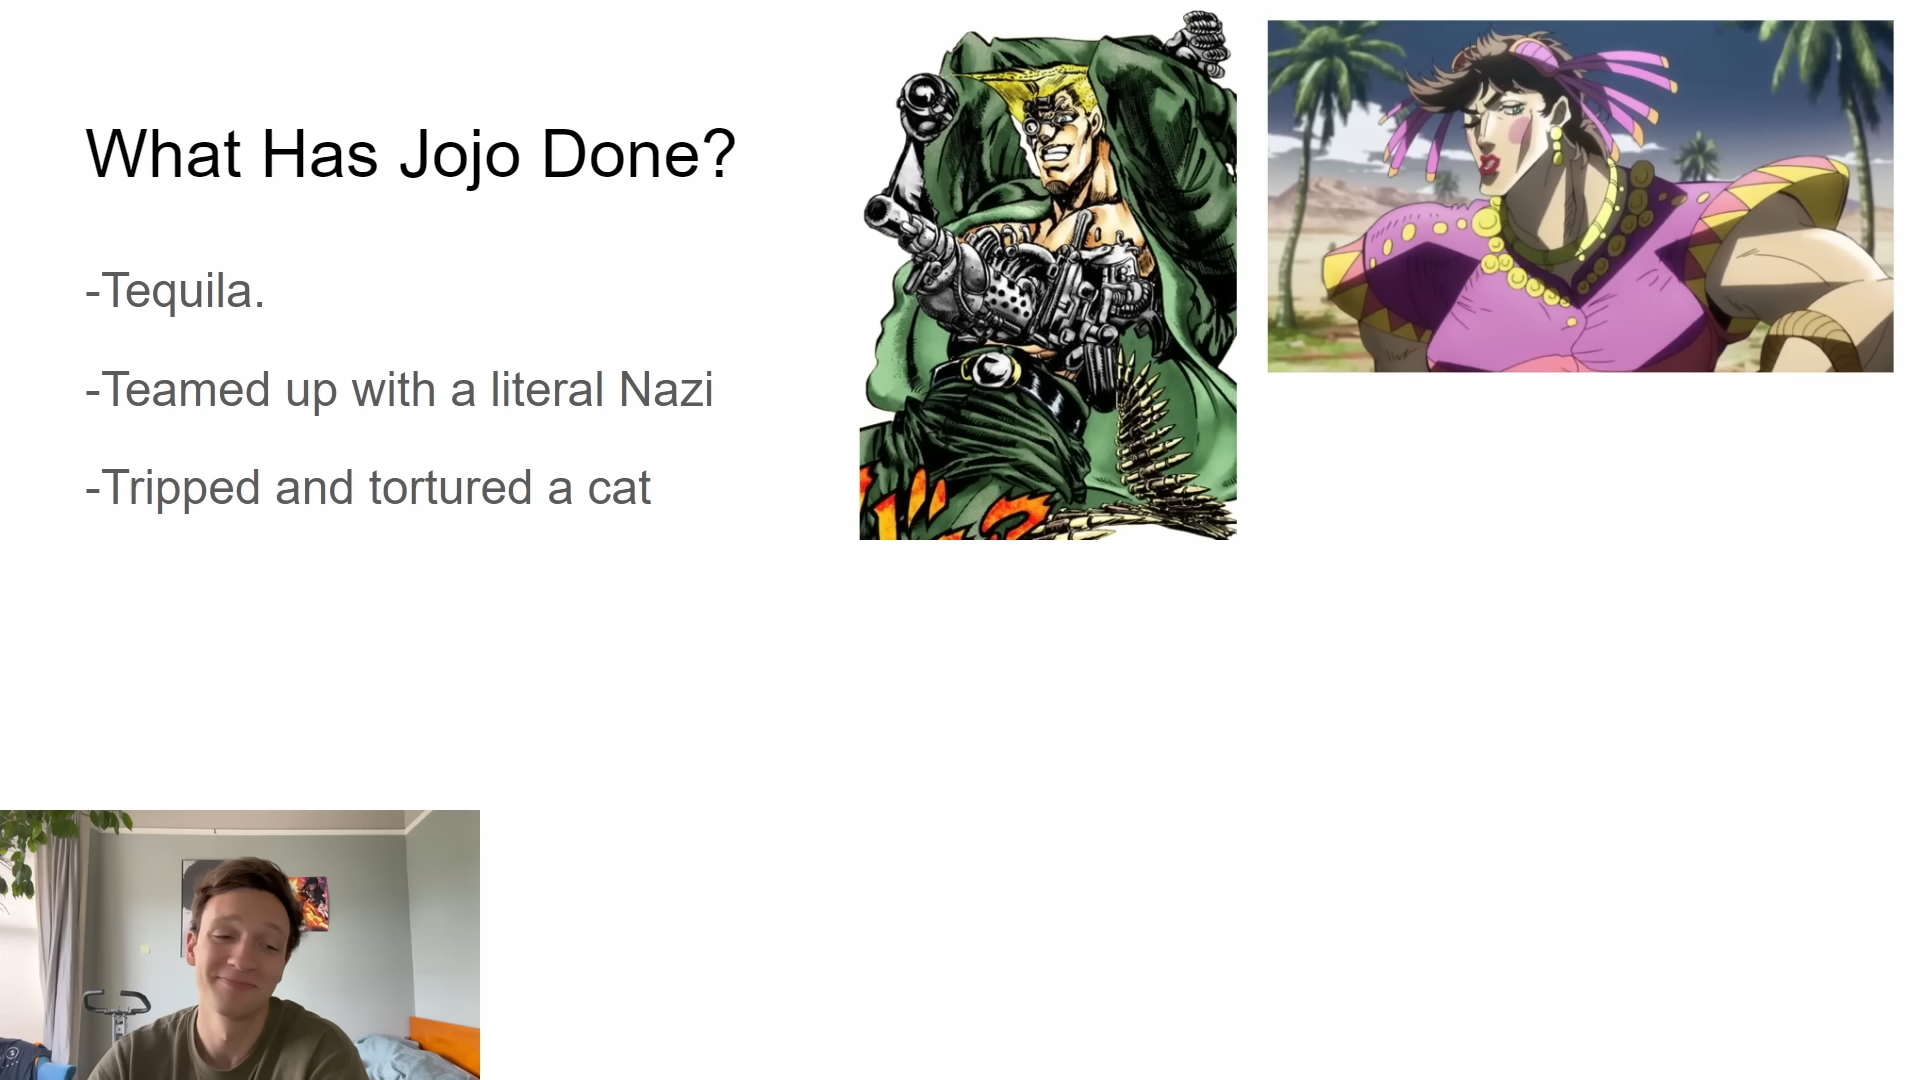 What Has Jojo Done?
-Tequila.
-Teamed up with a literal Nazi
-Tripped and tortured a cat